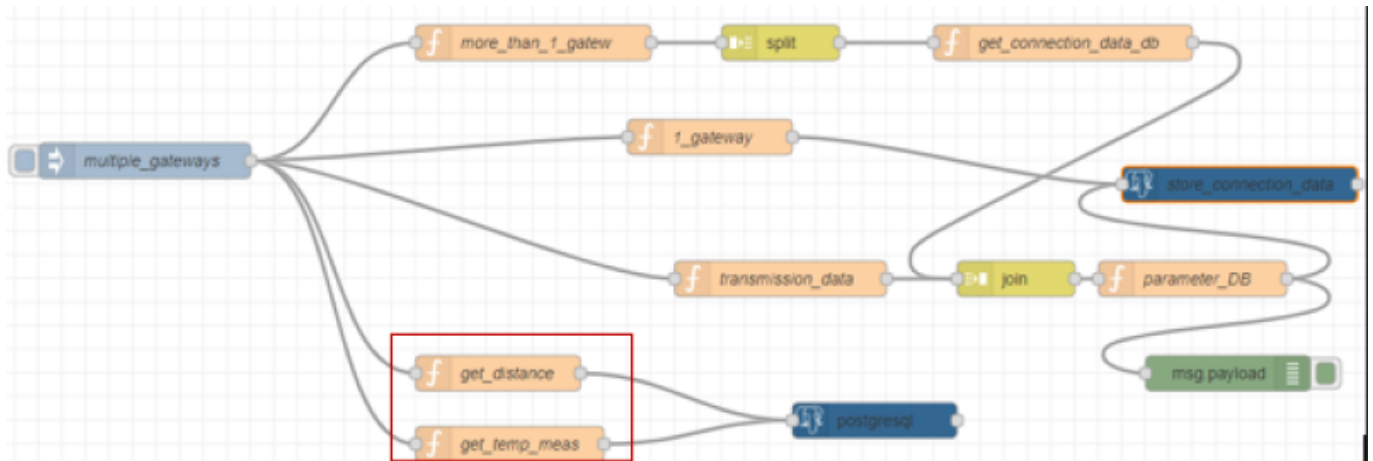 more_than_1_gatew
split
get_connection_data_db
1_gateway
multiple_gateways
store_connection_data
transmission_data
join
parameter_DB
get_distance
msg.payload
postgresql
get_temp_meas